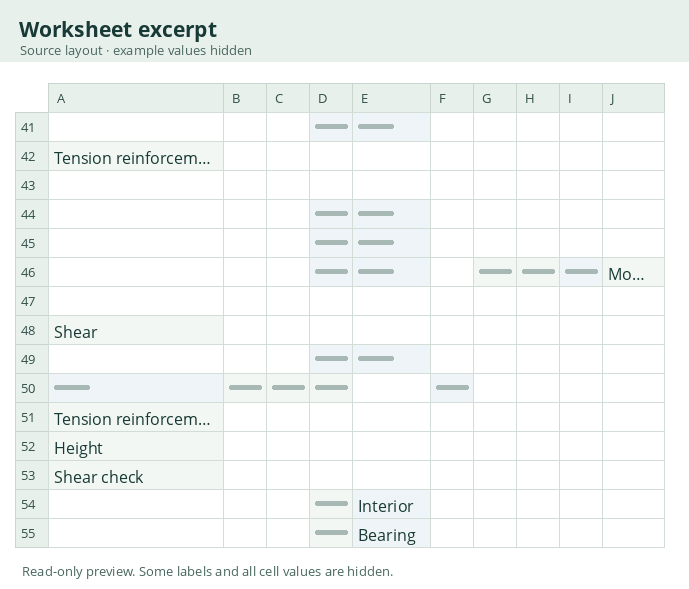 Worksheet excerpt
Source layout · example values hidden
A B C D E F G H I J
41
42 Tension reinforcem...
43
44
45
46 Mo...
47
48 Shear
49
50
51 Tension reinforcem...
52 Height
53 Shear check
54 Interior
55 Bearing
Read-only preview. Some labels and all cell values are hidden.